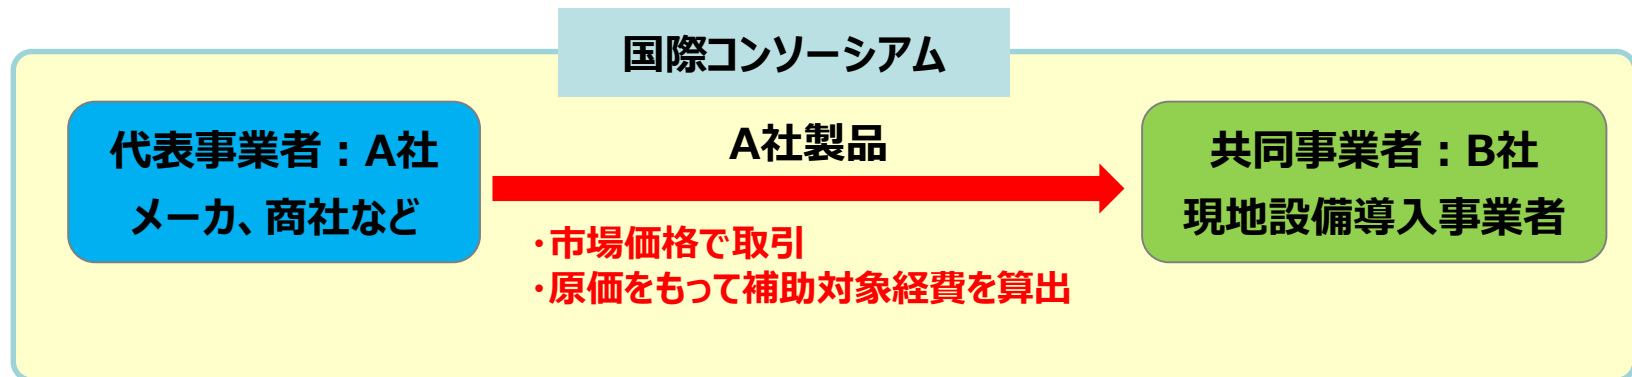 国際コンソーシアム
代表事業者：A社
メーカ、商社など
A社製品
・市場価格で取引
・原価をもって補助対象経費を算出
共同事業者：B社
現地設備導入事業者